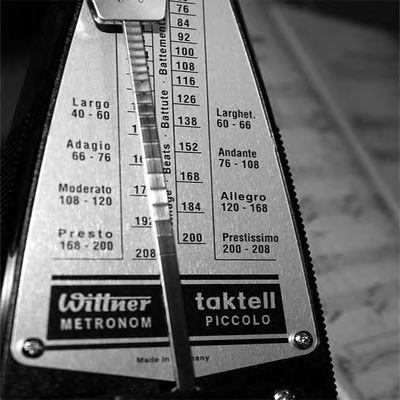 76
84
92
100
108
116
126
138
152
168
184
200
192
208
Beats · Battute · Battement
Largo
40 - 60
Adagio
66 - 76
Moderato
108 - 120
Presto
168 - 200
Larghet.
60 - 66
Andante
76 - 108
Allegro
120 - 168
Prestissimo
200 - 208
Wittner
METRONOM
taktell
PICCOLO
Made in